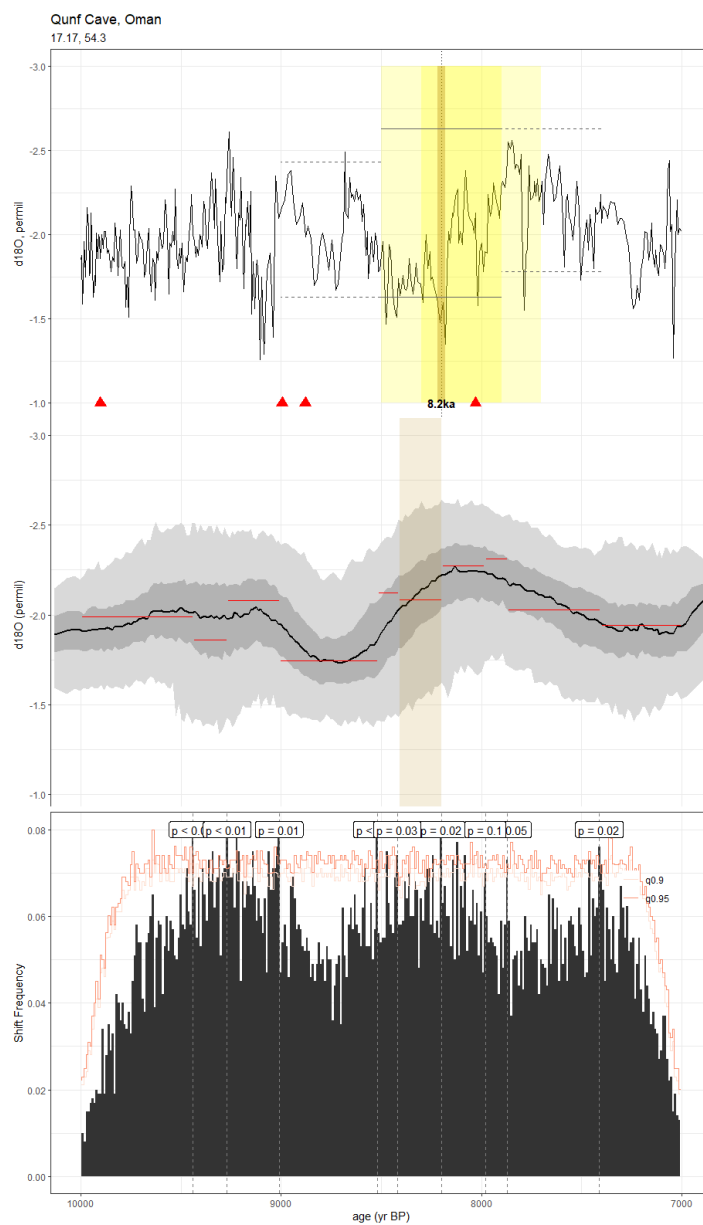 Qunf Cave, Oman
17.17, 54.3
-3.0
-2.5
-2.0
-1.5
-1.0
d18O, permil
8.2ka
-3.0
-2.5
-2.0
-1.5
-1.0
d18O (permil)
p < 0.0
p < 0.01
p = 0.01
p <
p = 0.03
p = 0.02
p = 0.1
0.05
p = 0.02
0.08
0.06
0.04
0.02
0.00
Shift Frequency
q0.9
q0.95
10000 9000 8000 7000
age (yr BP)